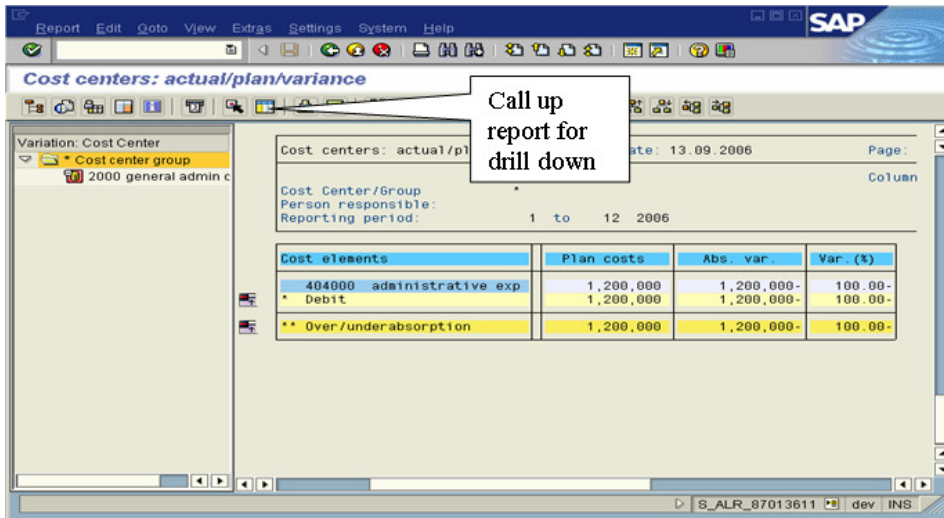 Report Edit Goto View Extras Settings System Help
SAP
Cost centers: actual/plan/variance
Call up
report for
drill down
Variation: Cost Center
* Cost center group
2000 general admin c
Cost centers: actual/pl ate: 13.09.2006 Page:
Column
Cost Center/Group *
Person responsible:
Reporting period: 1 to 12 2006
Cost elements Plan costs Abs. var. Var.(%)
404000 administrative exp 1,200,000 1,200,000- 100.00-
* Debit 1,200,000 1,200,000- 100.00-
** Over/underabsorption 1,200,000 1,200,000- 100.00-
S_ALR_87013611 dev INS